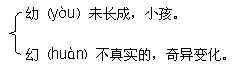 幼 (yòu) 未长成，小孩。
幻 (huàn) 不真实的，奇异变化。